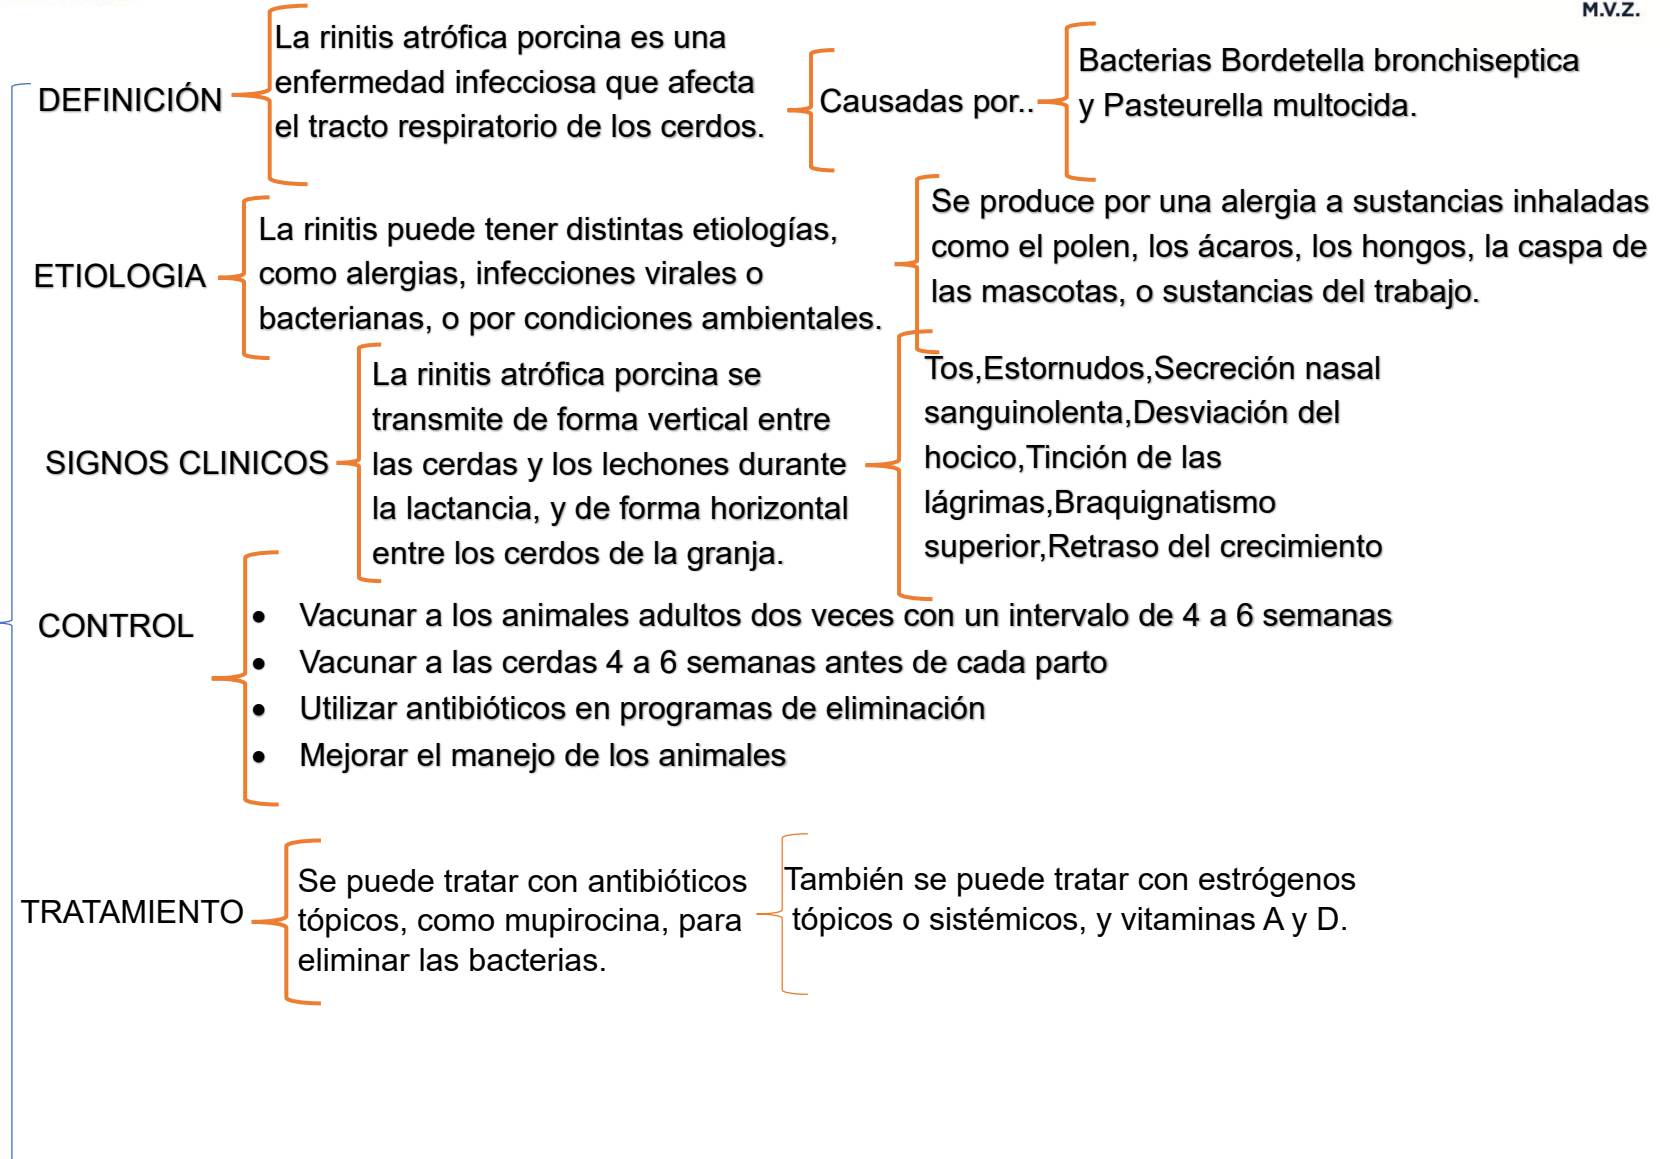 M.V.Z.
DEFINICIÓN
La rinitis atrófica porcina es una
enfermedad infecciosa que afecta
el tracto respiratorio de los cerdos.
Causadas por..
Bacterias Bordetella bronchiseptica
y Pasteurella multocida.
ETIOLOGIA
La rinitis puede tener distintas etiologías,
como alergias, infecciones virales o
bacterianas, o por condiciones ambientales.
Se produce por una alergia a sustancias inhaladas
como el polen, los ácaros, los hongos, la caspa de
las mascotas, o sustancias del trabajo.
SIGNOS CLINICOS
La rinitis atrófica porcina se
transmite de forma vertical entre
las cerdas y los lechones durante
la lactancia, y de forma horizontal
entre los cerdos de la granja.
Tos,Estornudos,Secreción nasal
sanguinolenta,Desviación del
hocico,Tinción de las
lágrimas,Braquignatismo
superior,Retraso del crecimiento
CONTROL
• Vacunar a los animales adultos dos veces con un intervalo de 4 a 6 semanas
• Vacunar a las cerdas 4 a 6 semanas antes de cada parto
• Utilizar antibióticos en programas de eliminación
• Mejorar el manejo de los animales
TRATAMIENTO
Se puede tratar con antibióticos
tópicos, como mupirocina, para
eliminar las bacterias.
También se puede tratar con estrógenos
tópicos o sistémicos, y vitaminas A y D.